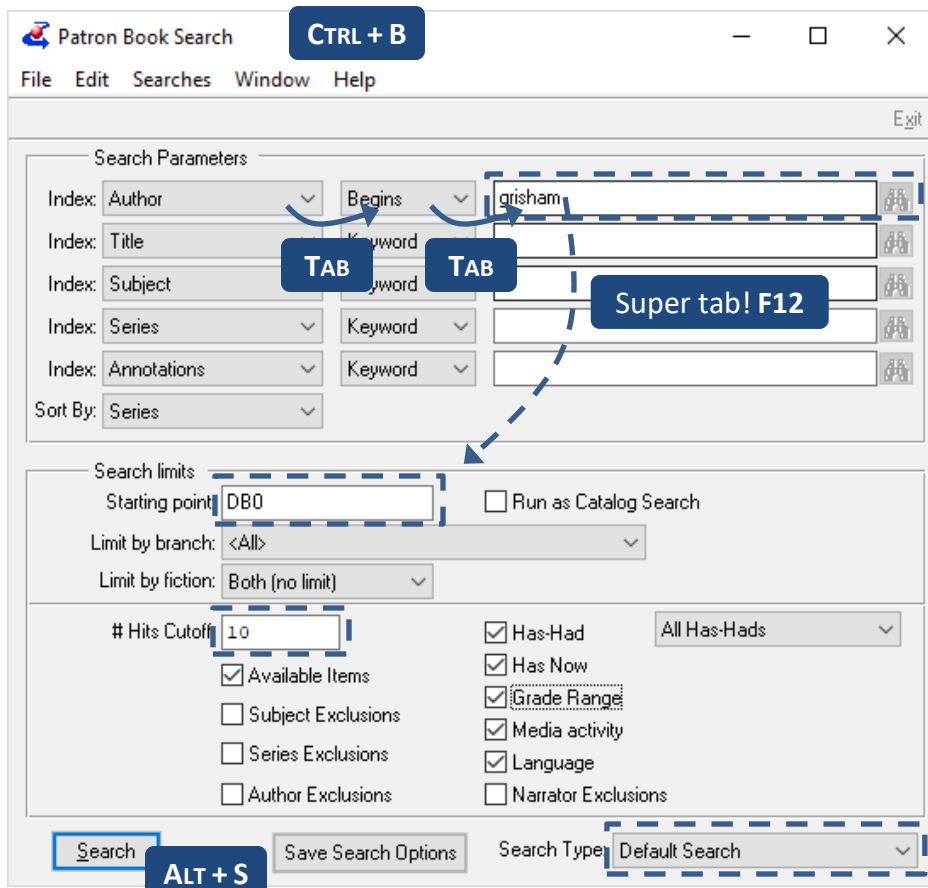 Patron Book Search CTRL + B
File Edit Searches Window Help
Exit
Search Parameters
Index: Author Begins grisham
Index: Title Keyword
TAB TAB
Index: Subject Keyword
Super tab! F12
Index: Series Keyword
Index: Annotations Keyword
Sort By: Series
Search limits
Starting point DB0 Run as Catalog Search
Limit by branch: <All>
Limit by fiction: Both (no limit)
# Hits Cutoff 10 Has-Had All Has-Hads
Available Items Has Now
Grade Range
Subject Exclusions Media activity
Series Exclusions Language
Author Exclusions Narrator Exclusions
Search Save Search Options Search Type: Default Search
ALT + S